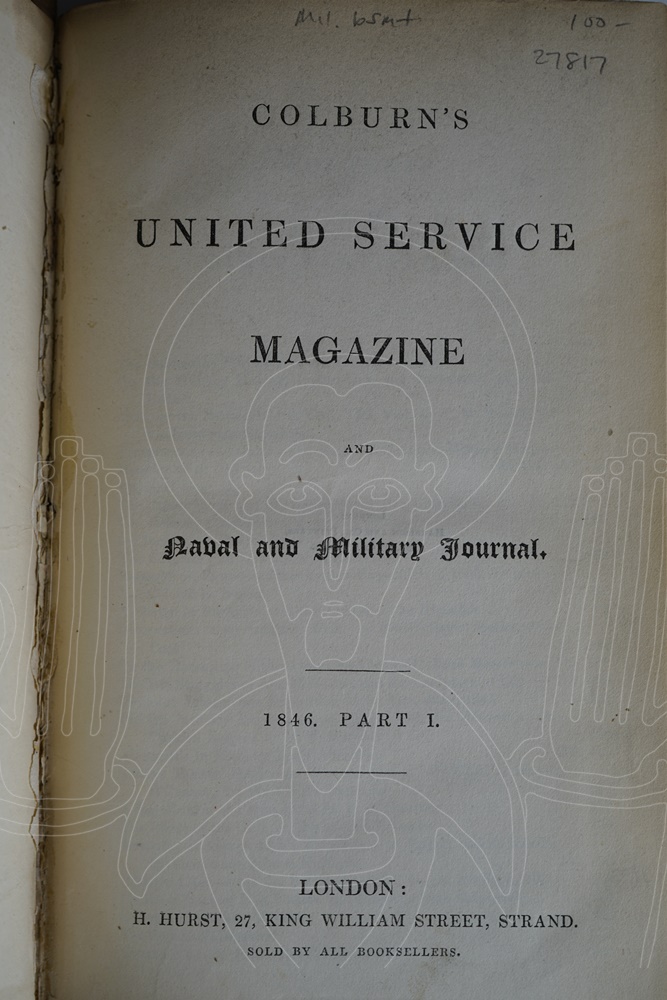 100-
27817
COLBURN'S
UNITED SERVICE
MAGAZINE
AND
Naval and Military Journal.
1846. PART I.
LONDON:
H. HURST, 27, KING WILLIAM STREET, STRAND.
SOLD BY ALL BOOKSELLERS.